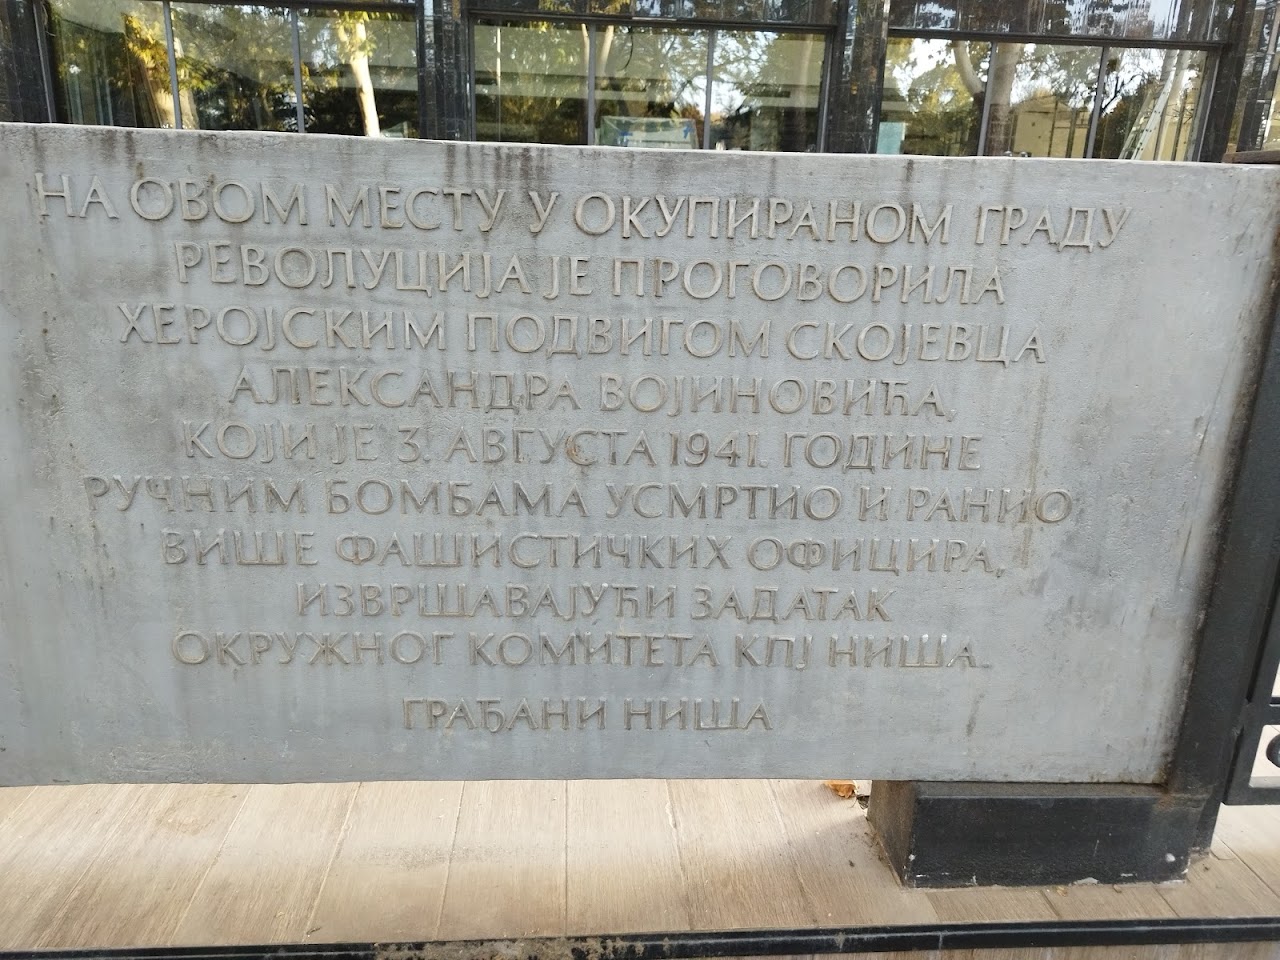 НА ОВОМ МЕСТУ У ОКУПИРАНОМ ГРАДУ
РЕВОЛУЦИЈА ЈЕ ПРОГОВОРИЛА
ХЕРОЈСКИМ ПОДВИГОМ СКОЈЕВЦА
АЛЕКСАНДРА ВОЈИНОВИЋА,
КОЈИ ЈЕ 3. АВГУСТА 1941. ГОДИНЕ
РУЧНИМ БОМБАМА УСМРТИО И РАНИО
ВИШЕ ФАШИСТИЧКИХ ОФИЦИРА,
ИЗВРШАВАЈУЋИ ЗАДАТАК
ОКРУЖНОГ КОМИТЕТА КПЈ НИША.
ГРАЂАНИ НИША